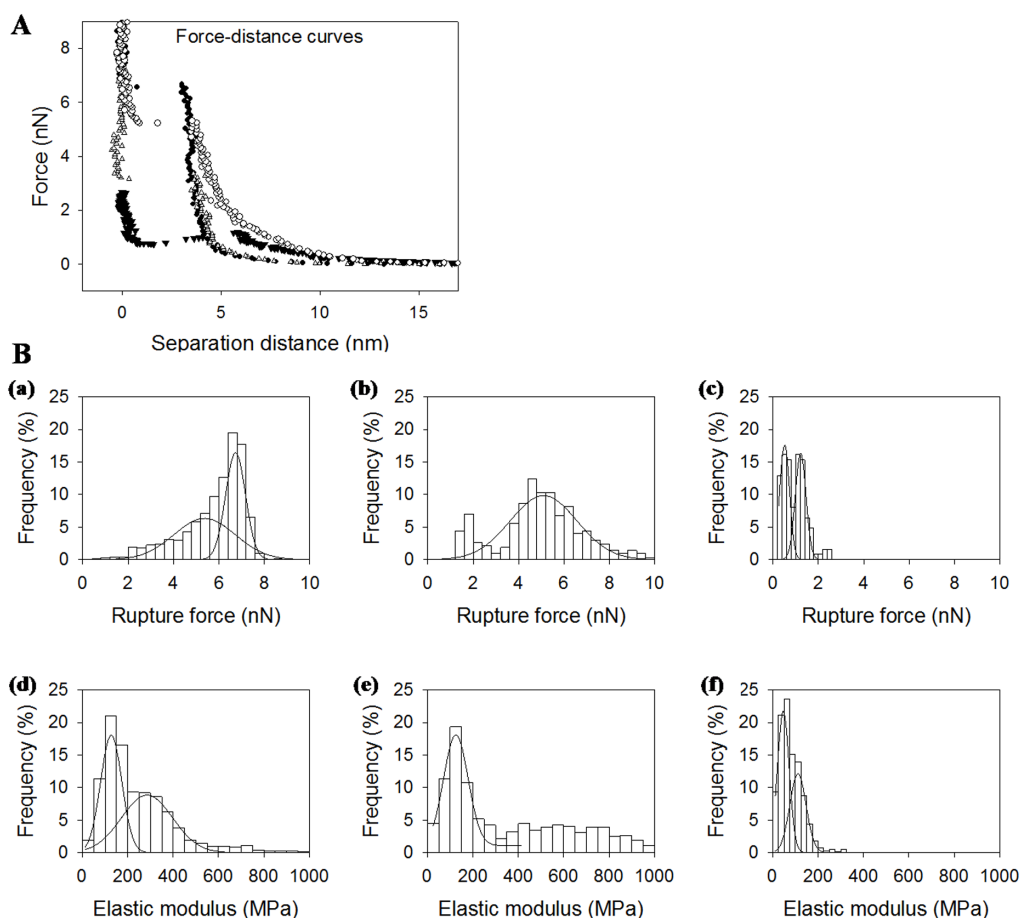 A
Force-distance curves
8
6
4
2
0
Force (nN)
0 5 10 15
Separation distance (nm)
B
(a)
25
20
15
10
5
0
Frequency (%)
0 2 4 6 8 10
Rupture force (nN)
(b)
25
20
15
10
5
0
Frequency (%)
0 2 4 6 8 10
Rupture force (nN)
(c)
25
20
15
10
5
0
Frequency (%)
0 2 4 6 8 10
Rupture force (nN)
(d)
25
20
15
10
5
0
Frequency (%)
0 200 400 600 800 1000
Elastic modulus (MPa)
(e)
25
20
15
10
5
0
Frequency (%)
0 200 400 600 800 1000
Elastic modulus (MPa)
(f)
25
20
15
10
5
0
Frequency (%)
0 200 400 600 800 1000
Elastic modulus (MPa)